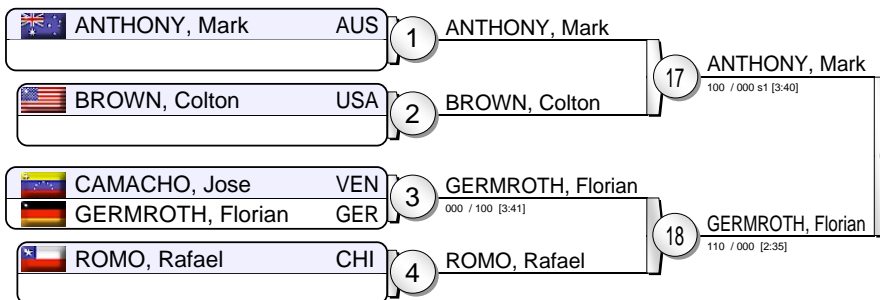 ANTHONY, Mark AUS
1
ANTHONY, Mark
BROWN, Colton USA
2
BROWN, Colton
17
ANTHONY, Mark
100 / 000 s1 [3:40]
CAMACHO, Jose VEN
GERMROTH, Florian GER
3
GERMROTH, Florian
000 / 100 [3:41]
ROMO, Rafael CHI
4
ROMO, Rafael
18
GERMROTH, Florian
110 / 000 [2:35]